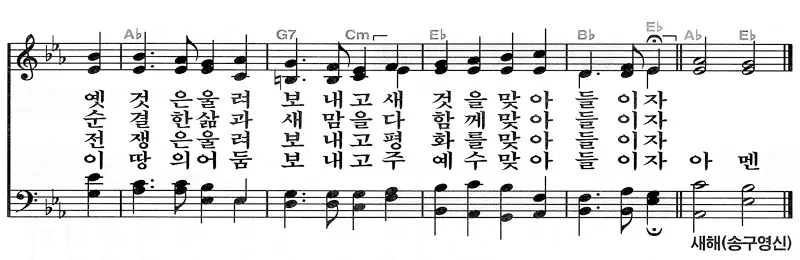 A♭ G7 Cm E♭ B♭ E♭ A♭ E♭
옛 것 은울 려 보 내고새 것 을맞아 들 이자
순 결 한삶 과 새 맘을다 함 께맞아 들 이자
전 쟁 은울 려 보 내고평 화 를맞아 들 이자
이 땅 의어 둠 보 내고주 예 수맞아 들 이자 아 멘
새해(송구영신)